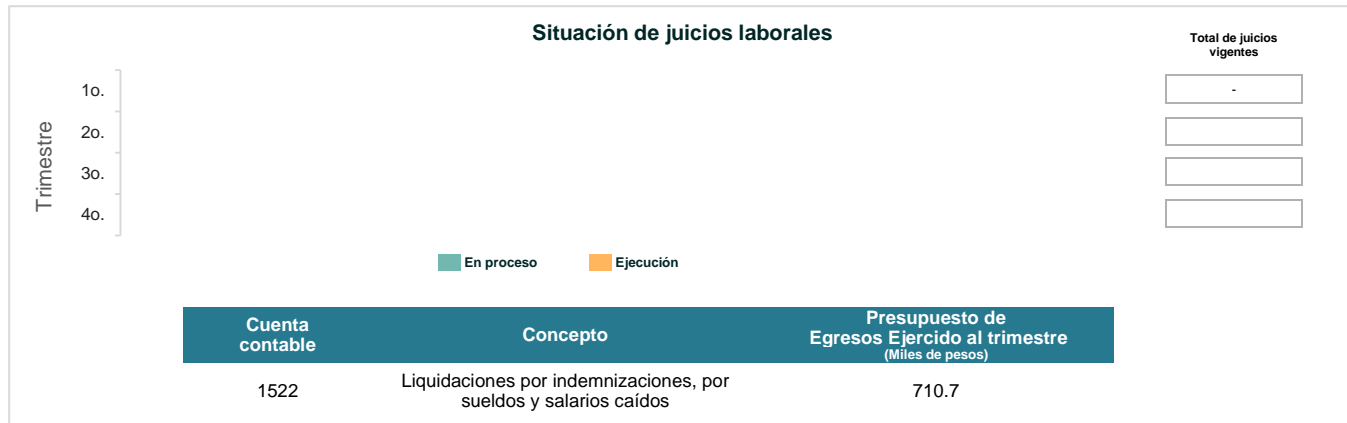 Situación de juicios laborales
Total de juicios
vigentes
Trimestre
1o.
-
2o.
3o.
4o.
En proceso
Ejecución
Cuenta
contable
Concepto
Presupuesto de
Egresos Ejercido al trimestre
(Miles de pesos)
1522
Liquidaciones por indemnizaciones, por
sueldos y salarios caídos
710.7